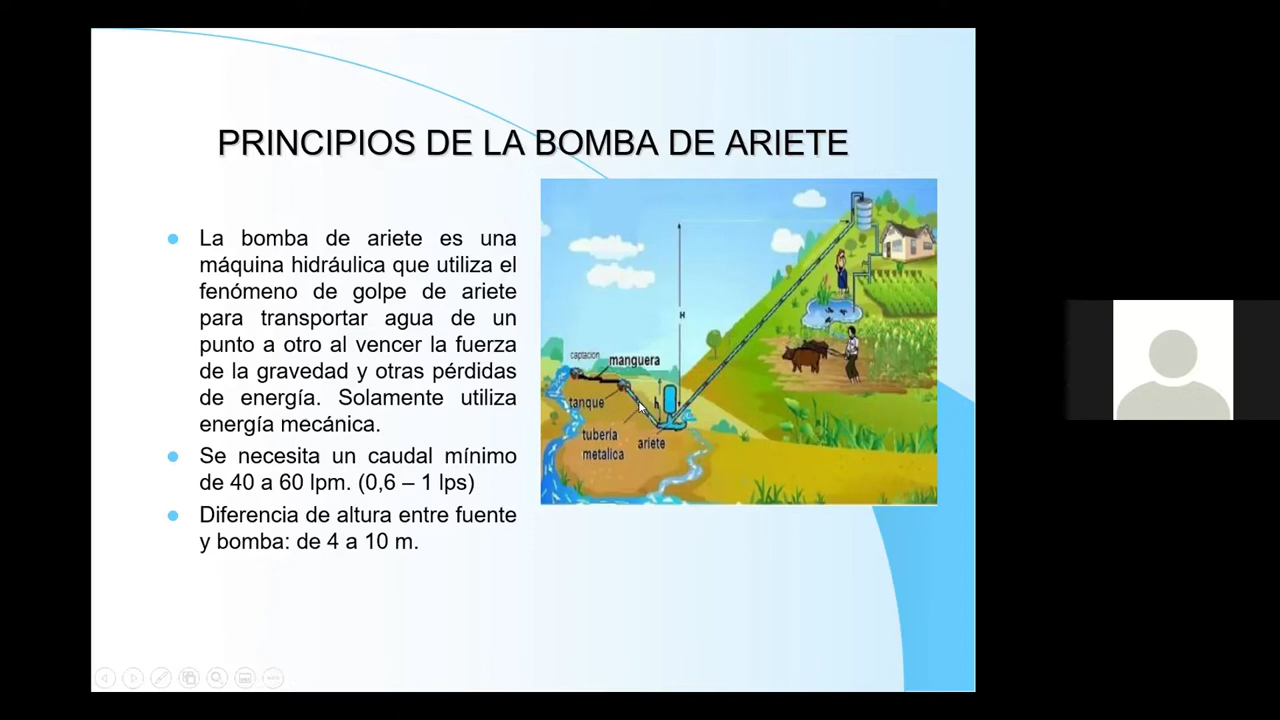 PRINCIPIOS DE LA BOMBA DE ARIETE
La bomba de ariete es una
máquina hidráulica que utiliza el
fenómeno de golpe de ariete
para transportar agua de un
punto a otro al vencer la fuerza
de la gravedad y otras pérdidas
de energía. Solamente utiliza
energía mecánica.
Se necesita un caudal mínimo
de 40 a 60 lpm. (0,6 – 1 lps)
Diferencia de altura entre fuente
y bomba: de 4 a 10 m.
H
captacion
manguera
tanque
h
tubería
metalica
ariete